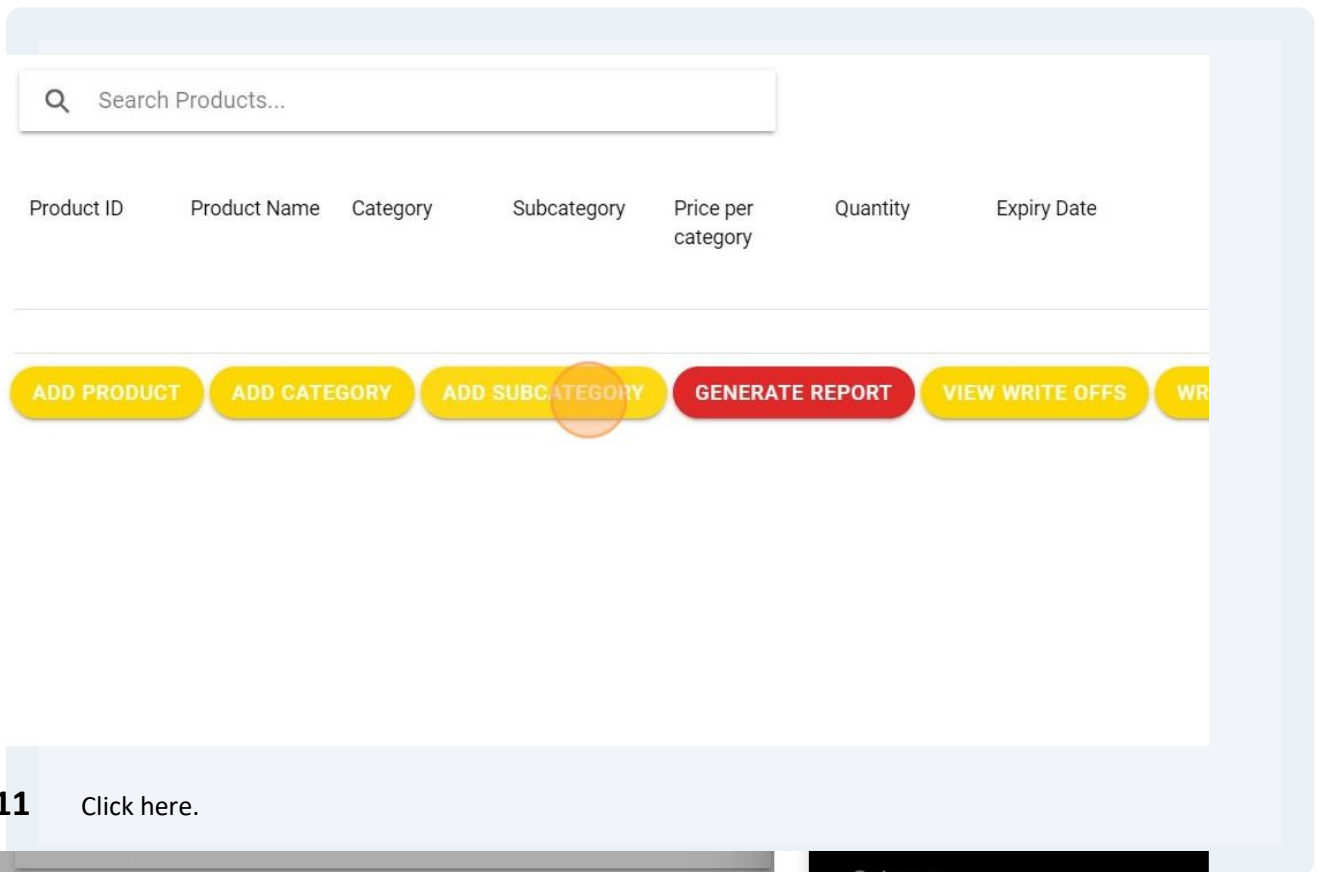 Search Products...
Product ID Product Name Category Subcategory Price per category Quantity Expiry Date
ADD PRODUCT ADD CATEGORY ADD SUBCATEGORY GENERATE REPORT VIEW WRITE OFFS WR
11 Click here.